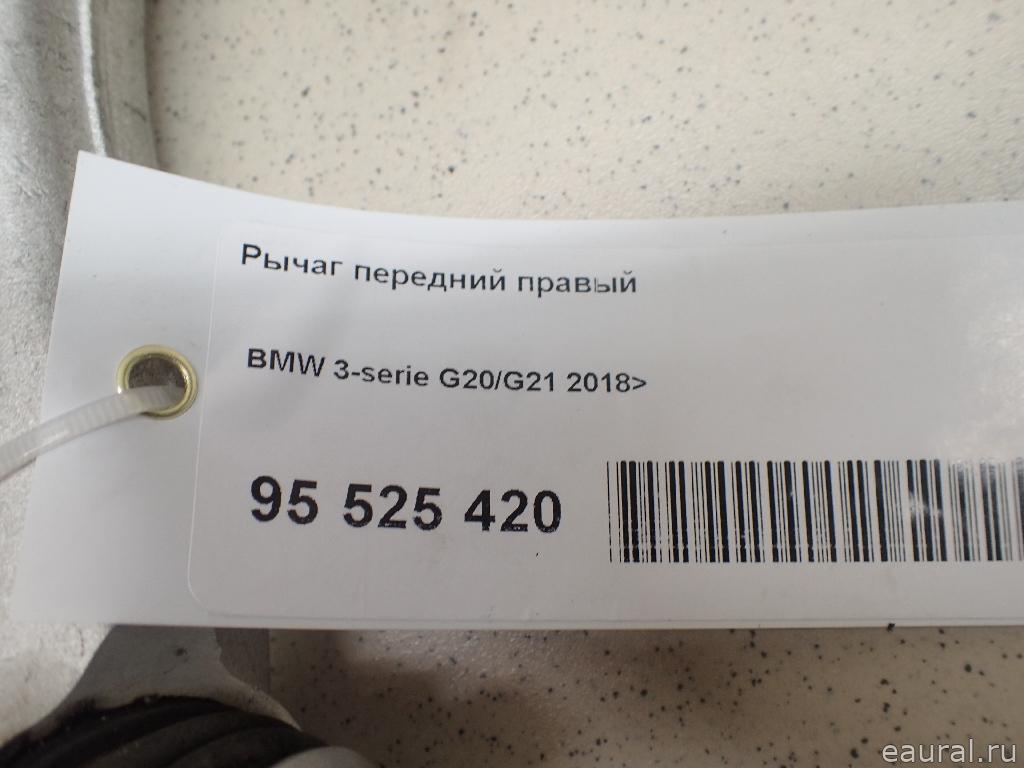 Рычаг передний правый
BMW 3-serie G20/G21 2018>
95 525 420
eaural.ru